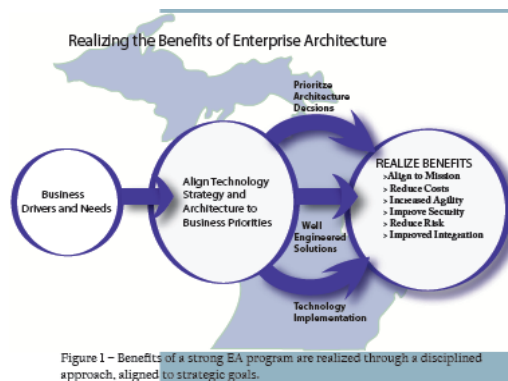 Realizing the Benefits of Enterprise Architecture
Prioritze
Architecture
Decsions
Business
Drivers and Needs
Align Technology
Strategy and
Architecture to
Business Priorities
Well
Engineered
Solutions
Technology
Implementation
REALIZE BENEFITS
>Align to Mission
> Reduce Costs
> Increased Agility
> Improve Security
> Reduce Risk
> Improved Integration
Figure 1 – Benefits of a strong EA program are realized through a disciplined
approach, aligned to strategic goals.